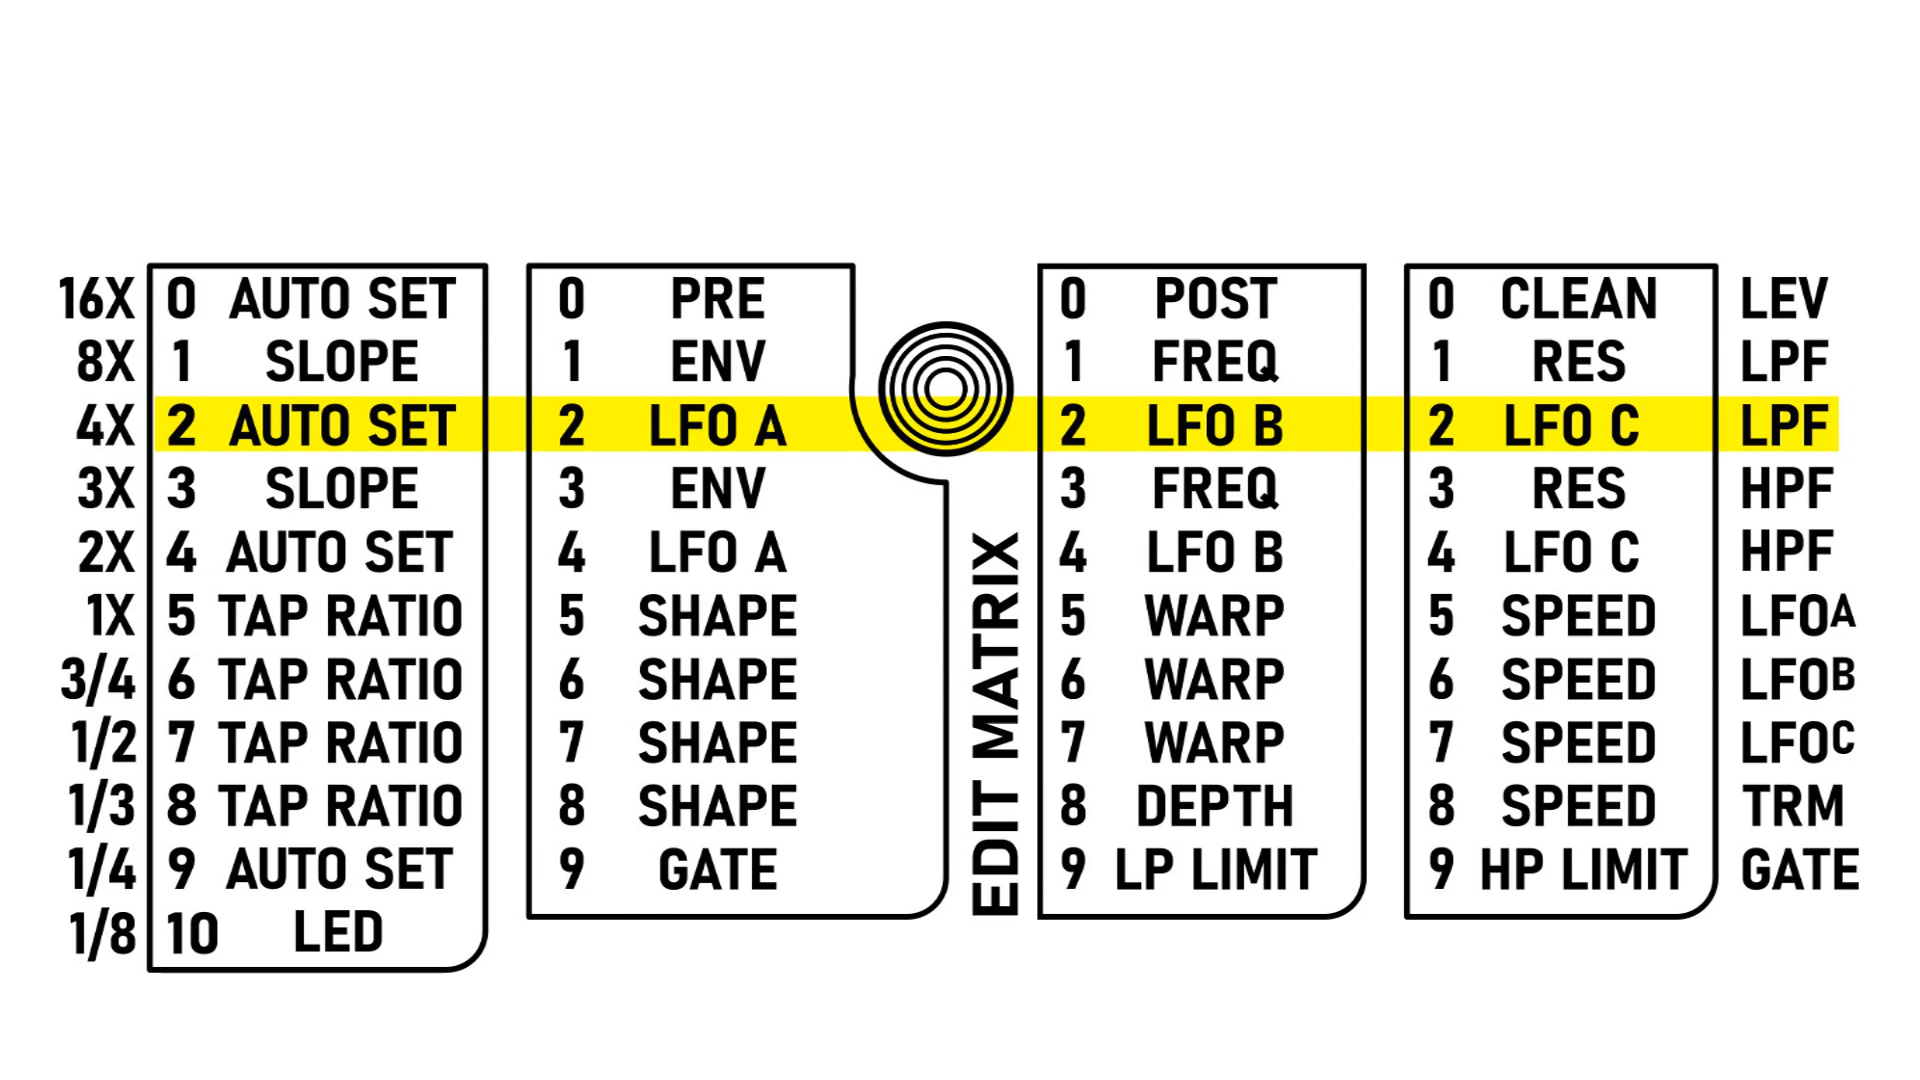 16X 0 AUTO SET 0 PRE 0 POST 0 CLEAN LEV
8X 1 SLOPE 1 ENV 1 FREQ 1 RES LPF
4X 2 AUTO SET 2 LFO A 2 LFO B 2 LFO C LPF
3X 3 SLOPE 3 ENV 3 FREQ 3 RES HPF
2X 4 AUTO SET 4 LFO A 4 LFO B 4 LFO C HPF
1X 5 TAP RATIO 5 SHAPE 5 WARP 5 SPEED LFOA
3/4 6 TAP RATIO 6 SHAPE 6 WARP 6 SPEED LFOB
1/2 7 TAP RATIO 7 SHAPE 7 WARP 7 SPEED LFOC
1/3 8 TAP RATIO 8 SHAPE 8 DEPTH 8 SPEED TRM
1/4 9 AUTO SET 9 GATE 9 LP LIMIT 9 HP LIMIT GATE
1/8 10 LED
EDIT MATRIX